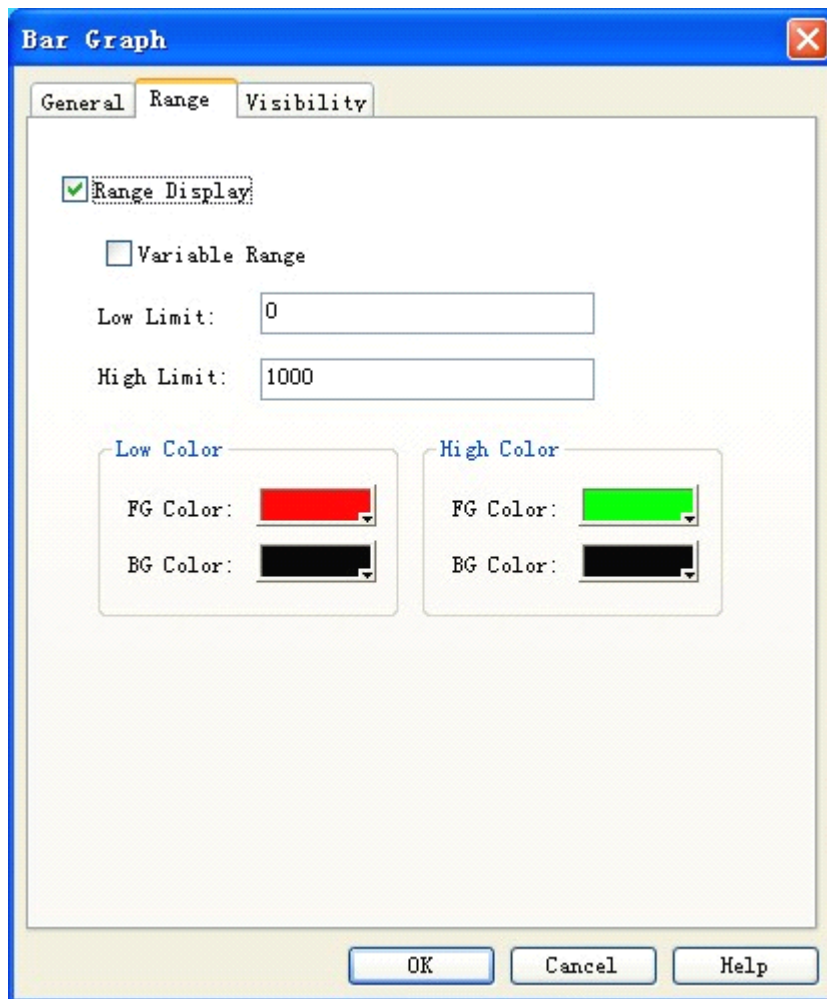 Bar Graph
General Range Visibility
Range Display
Variable Range
Low Limit: 0
High Limit: 1000
Low Color High Color
FG Color: FG Color:
BG Color: BG Color:
OK Cancel Help